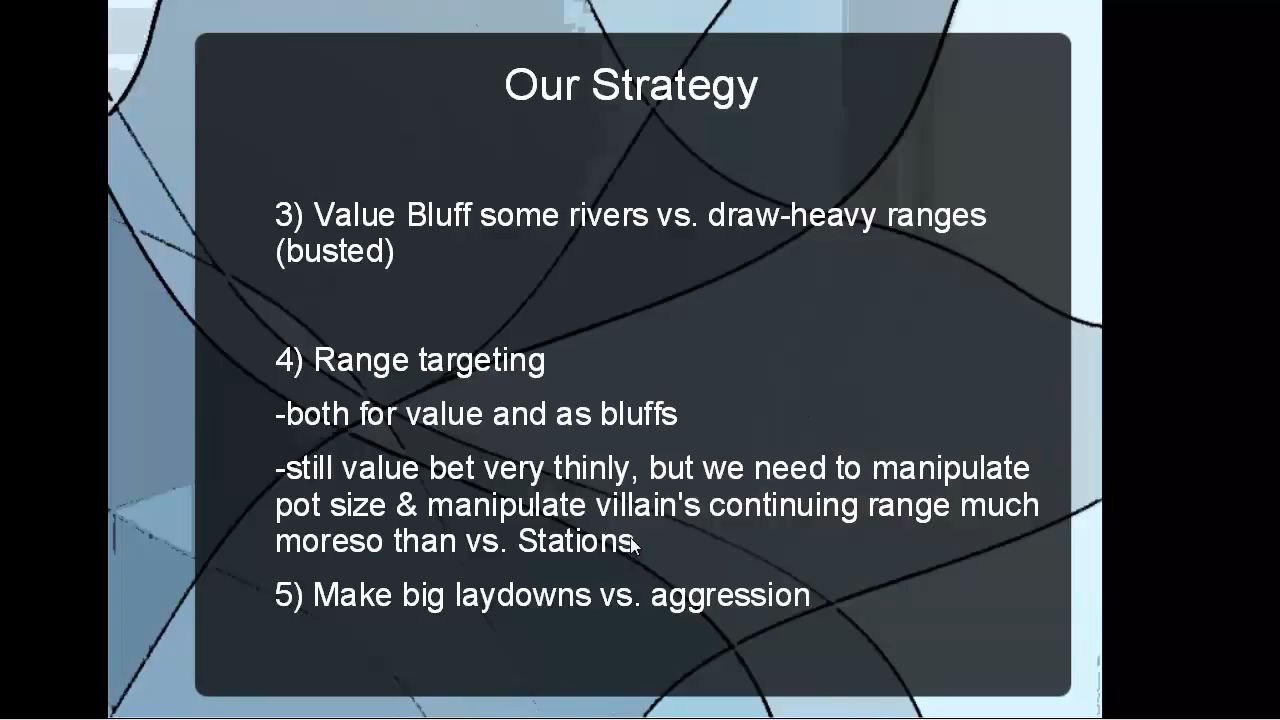 Our Strategy
3) Value Bluff some rivers vs. draw-heavy ranges
(busted)
4) Range targeting
-both for value and as bluffs
-still value bet very thinly, but we need to manipulate
pot size & manipulate villain's continuing range much
moreso than vs. Stations
5) Make big laydowns vs. aggression